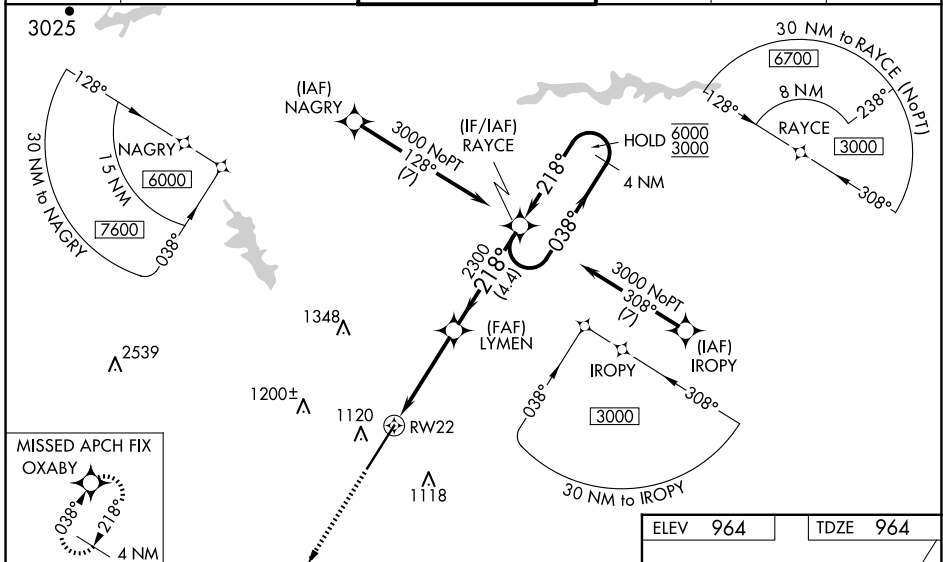 3025
128°
NAGRY
15 NM
6000
30 NM to NAGRY
7600
038°
(IAF)
NAGRY
3000 NoPT
128°
(7)
(IF/IAF)
RAYCE
218°
038°
HOLD 6000
3000
4 NM
30 NM to RAYCE (NoPT)
6700
8 NM
128°
238°
RAYCE
3000
308°
2300
218°
(4.4)
(FAF)
LYMEN
3000 NoPT
308°
(7)
(IAF)
IROPY
1348
2539
1200±
1120
RW22
1118
IROPY
038°
308°
3000
30 NM to IROPY
MISSED APCH FIX
OXABY
038°
218°
4 NM
ELEV 964
TDZE 964